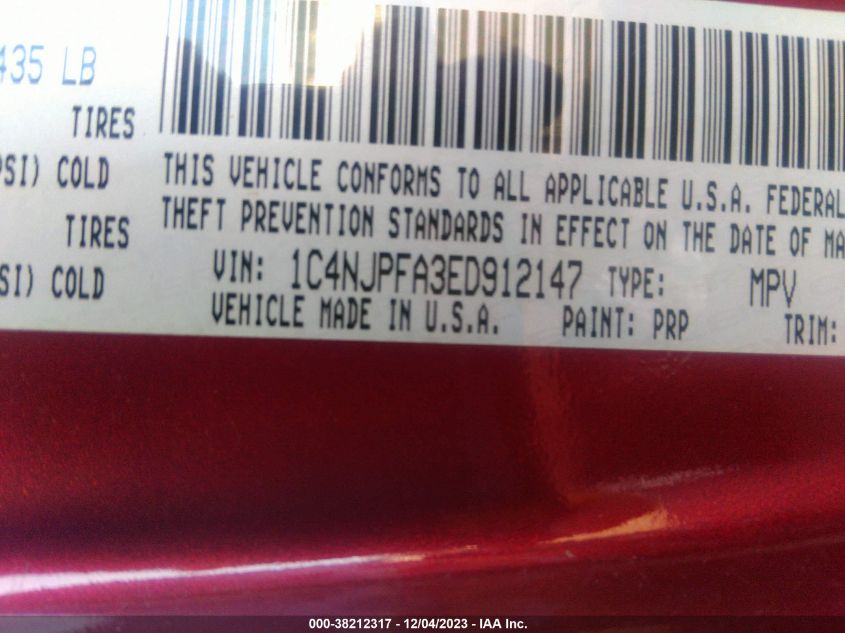 435 LB
TIRES
PSI) COLD
TIRES
SI) COLD
THIS VEHICLE CONFORMS TO ALL APPLICABLE U.S.A. FEDERAL
THEFT PREVENTION STANDARDS IN EFFECT ON THE DATE OF MA
VIN: 1C4NJPFA3ED912147 TYPE: MPV
VEHICLE MADE IN U.S.A. PAINT: PRP TRIM:
000-38212317 - 12/04/2023 - IAA Inc.